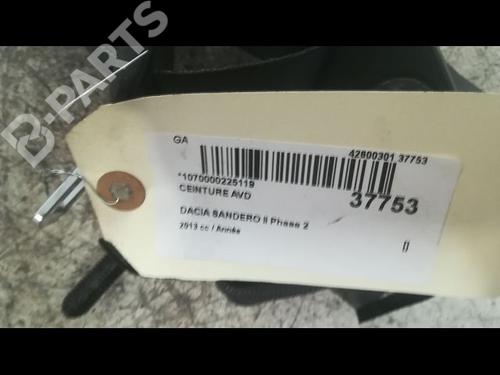 B-PARTS
GA
42800301 37753
*1070000225119
CEINTURE AVD
37753
DACIA SANDERO II Phase 2
2013 cc / Année